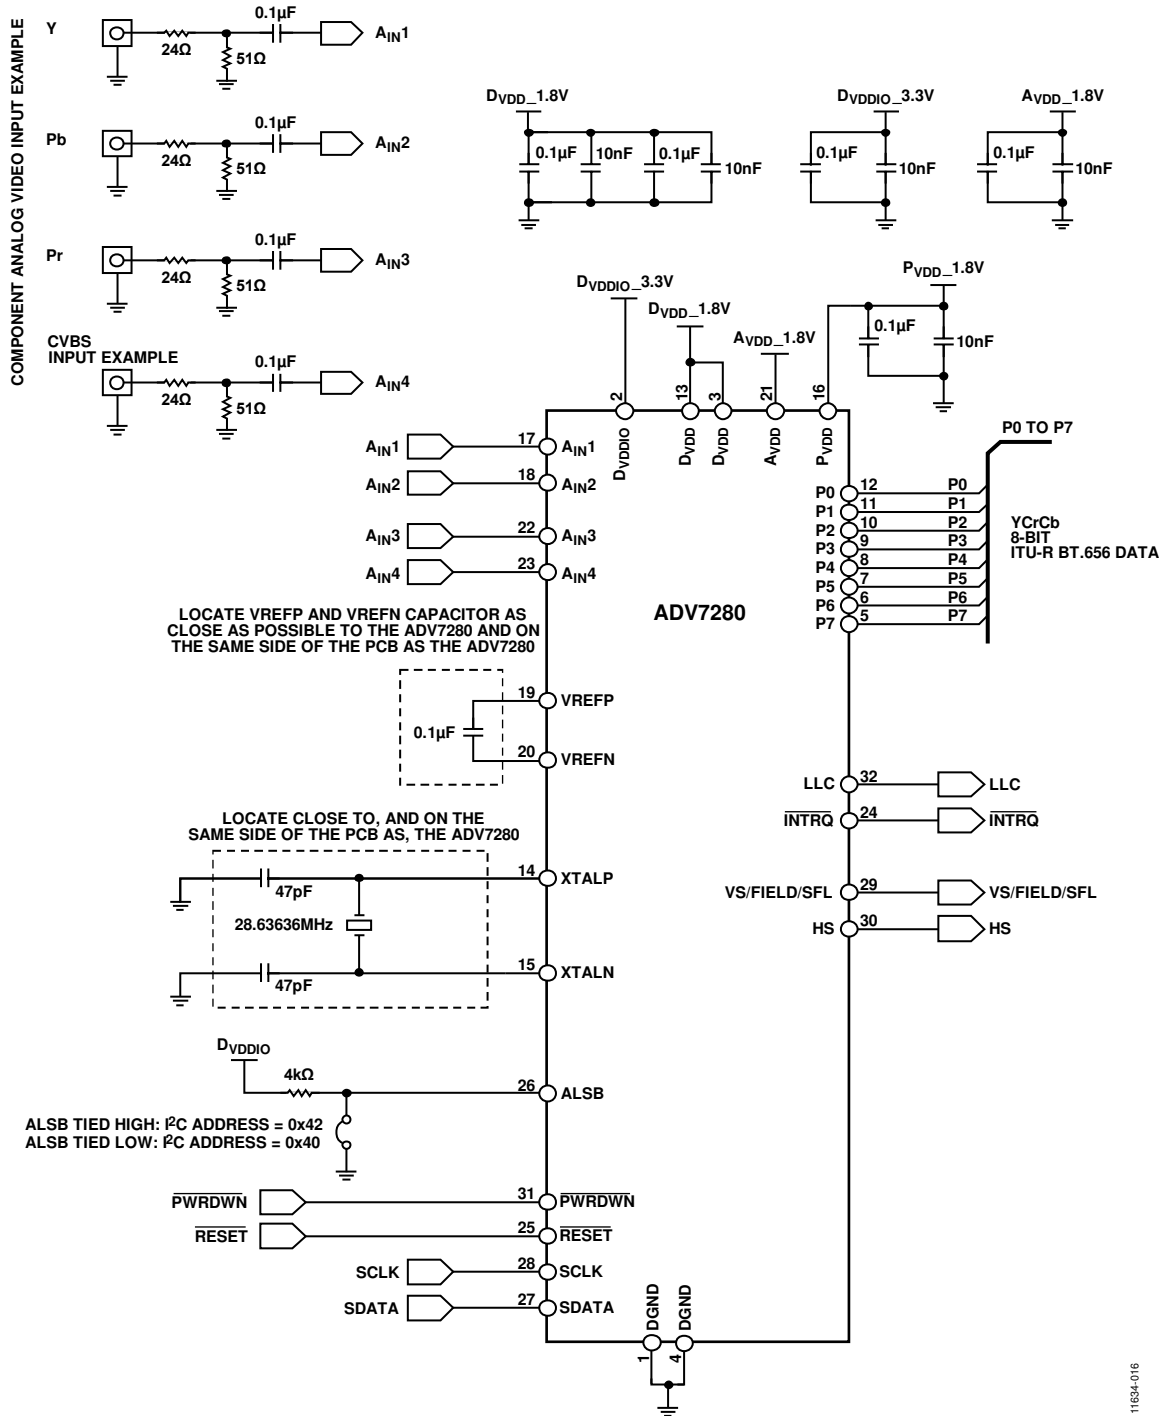 COMPONENT ANALOG VIDEO INPUT EXAMPLE
Y
24Ω
51Ω
0.1µF
AIN1
Pb
24Ω
51Ω
0.1µF
AIN2
Pr
24Ω
51Ω
0.1µF
AIN3
CVBS
INPUT EXAMPLE
24Ω
51Ω
0.1µF
AIN4
DVDD_1.8V
0.1µF
10nF
0.1µF
10nF
DVDDIO_3.3V
0.1µF
10nF
AVDD_1.8V
0.1µF
10nF
DVDDIO_3.3V
DVDD_1.8V
AVDD_1.8V
PVDD_1.8V
0.1µF
10nF
2
13
3
21
16
DVDDIO
DVDD
DVDD
AVDD
PVDD
AIN1 17 AIN1
AIN2 18 AIN2
AIN3 22 AIN3
AIN4 23 AIN4
P0 TO P7
P0 12 P0
P1 11 P1
P2 10 P2
P3 9 P3
P4 8 P4
P5 7 P5
P6 6 P6
P7 5 P7
YCrCb
8-BIT
ITU-R BT.656 DATA
ADV7280
LOCATE VREFP AND VREFN CAPACITOR AS
CLOSE AS POSSIBLE TO THE ADV7280 AND ON
THE SAME SIDE OF THE PCB AS THE ADV7280
19 VREFP
0.1µF
20 VREFN
LLC 32 LLC
INTRQ 24 INTRQ
LOCATE CLOSE TO, AND ON THE
SAME SIDE OF THE PCB AS, THE ADV7280
14 XTALP
47pF
28.63636MHz
15 XTALN
47pF
VS/FIELD/SFL 29 VS/FIELD/SFL
HS 30 HS
DVDDIO
4kΩ
26 ALSB
ALSB TIED HIGH: I²C ADDRESS = 0x42
ALSB TIED LOW: I²C ADDRESS = 0x40
PWRDWN 31 PWRDWN
RESET 25 RESET
SCLK 28 SCLK
SDATA 27 SDATA
DGND
DGND
1
4
11634-016